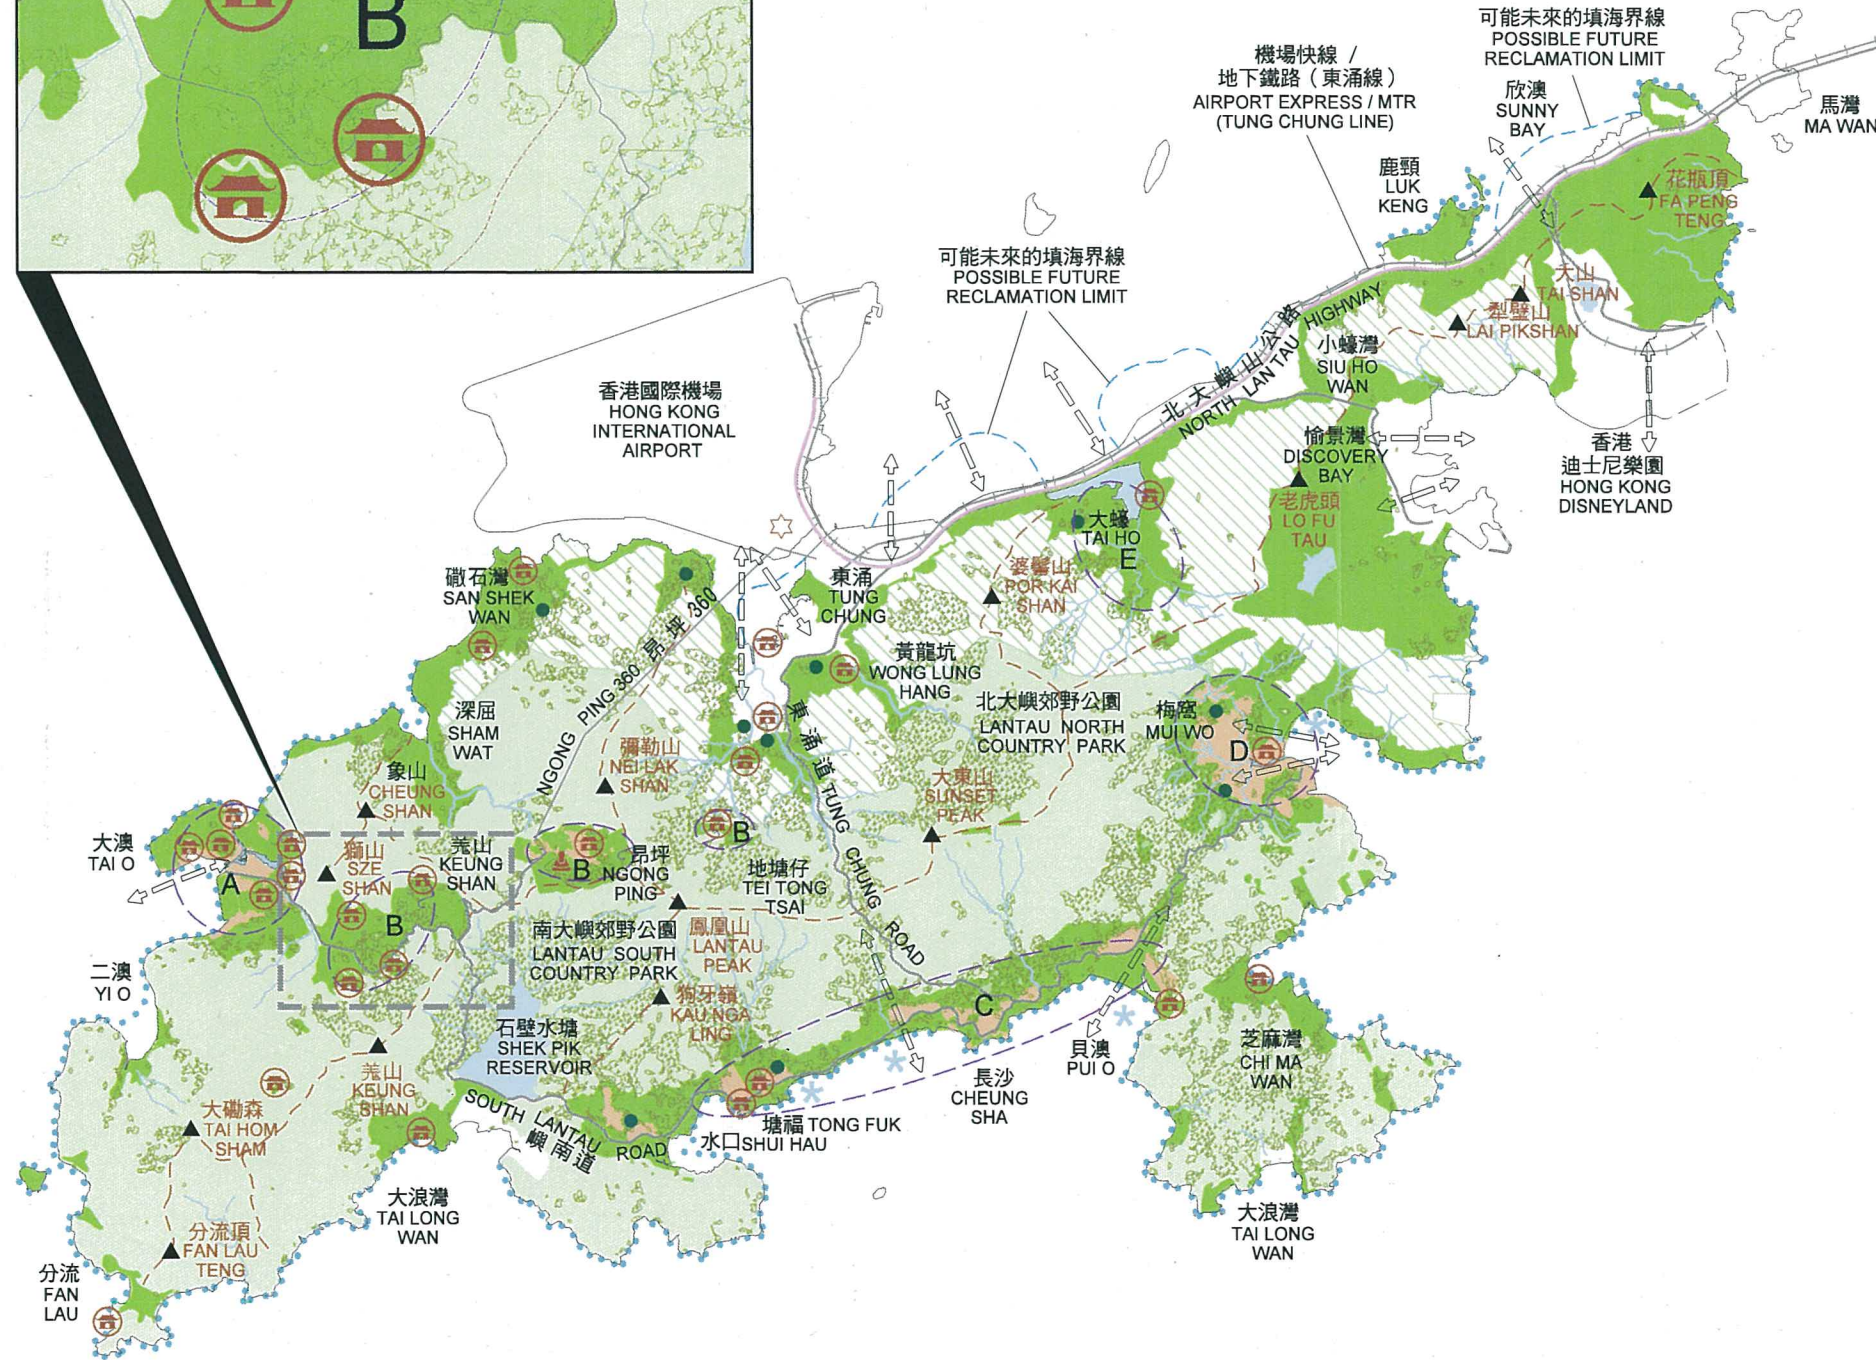 B
可能未來的填海界線
POSSIBLE FUTURE
RECLAMATION LIMIT
機場快線 /
地下鐵路（東涌線）
AIRPORT EXPRESS / MTR
(TUNG CHUNG LINE)
欣澳
SUNNY
BAY
馬灣
MA WAN
鹿頸
LUK
KENG
花瓶頂
FA PENG
TENG
可能未來的填海界線
POSSIBLE FUTURE
RECLAMATION LIMIT
大山
TAI SHAN
犁壁山
LAI PIKSHAN
北大嶼山公路
NORTH LANTAU HIGHWAY
小蠔灣
SIU HO
WAN
香港國際機場
HONG KONG
INTERNATIONAL
AIRPORT
愉景灣
DISCOVERY
BAY
香港
迪士尼樂園
HONG KONG
DISNEYLAND
老虎頭
LO FU
TAU
大蠔
TAI HO
E
婆髻山
POR KAI
SHAN
東涌
TUNG
CHUNG
䃟石灣
SAN SHEK
WAN
黃龍坑
WONG LUNG
HANG
NGONG PING 360 昂坪 360
深屈
SHAM
WAT
北大嶼郊野公園
LANTAU NORTH
COUNTRY PARK
梅窩
MUI WO
D
東涌道 TUNG CHUNG ROAD
彌勒山
NEI LAK
SHAN
大東山
SUNSET
PEAK
象山
CHEUNG
SHAN
大澳
TAI O
A
獅山
SZE
SHAN
羗山
KEUNG
SHAN
B
B
昂坪
NGONG
PING
B
地塘仔
TEI TONG
TSAI
南大嶼郊野公園
LANTAU SOUTH
COUNTRY PARK
鳳凰山
LANTAU
PEAK
二澳
YI O
狗牙嶺
KAU NGA
LING
C
石壁水塘
SHEK PIK
RESERVOIR
貝澳
PUI O
芝麻灣
CHI MA
WAN
長沙
CHEUNG
SHA
羗山
KEUNG
SHAN
大磡森
TAI HOM
SHAM
SOUTH LANTAU ROAD
嶼南道
塘福 TONG FUK
水口 SHUI HAU
大浪灣
TAI LONG
WAN
大浪灣
TAI LONG
WAN
分流頂
FAN LAU
TENG
分流
FAN
LAU